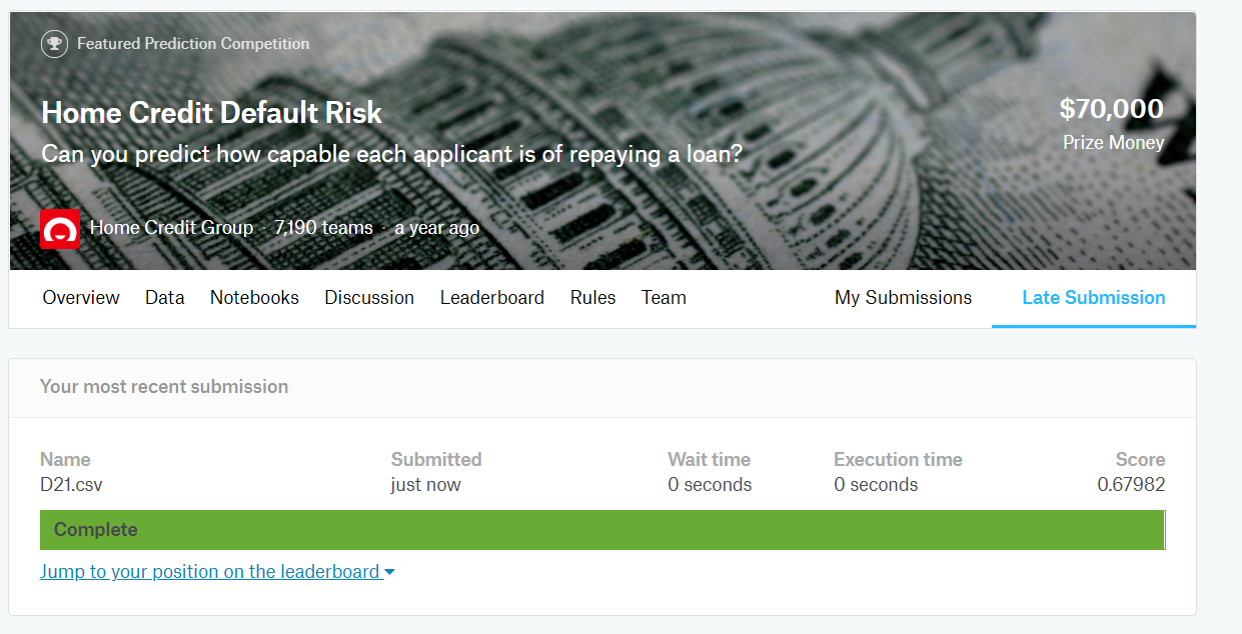 Featured Prediction Competition
Home Credit Default Risk
$70,000
Can you predict how capable each applicant is of repaying a loan?
Prize Money
Home Credit Group · 7,190 teams · a year ago
Overview Data Notebooks Discussion Leaderboard Rules Team My Submissions Late Submission
Your most recent submission
Name Submitted Wait time Execution time Score
D21.csv just now 0 seconds 0 seconds 0.67982
Complete
Jump to your position on the leaderboard